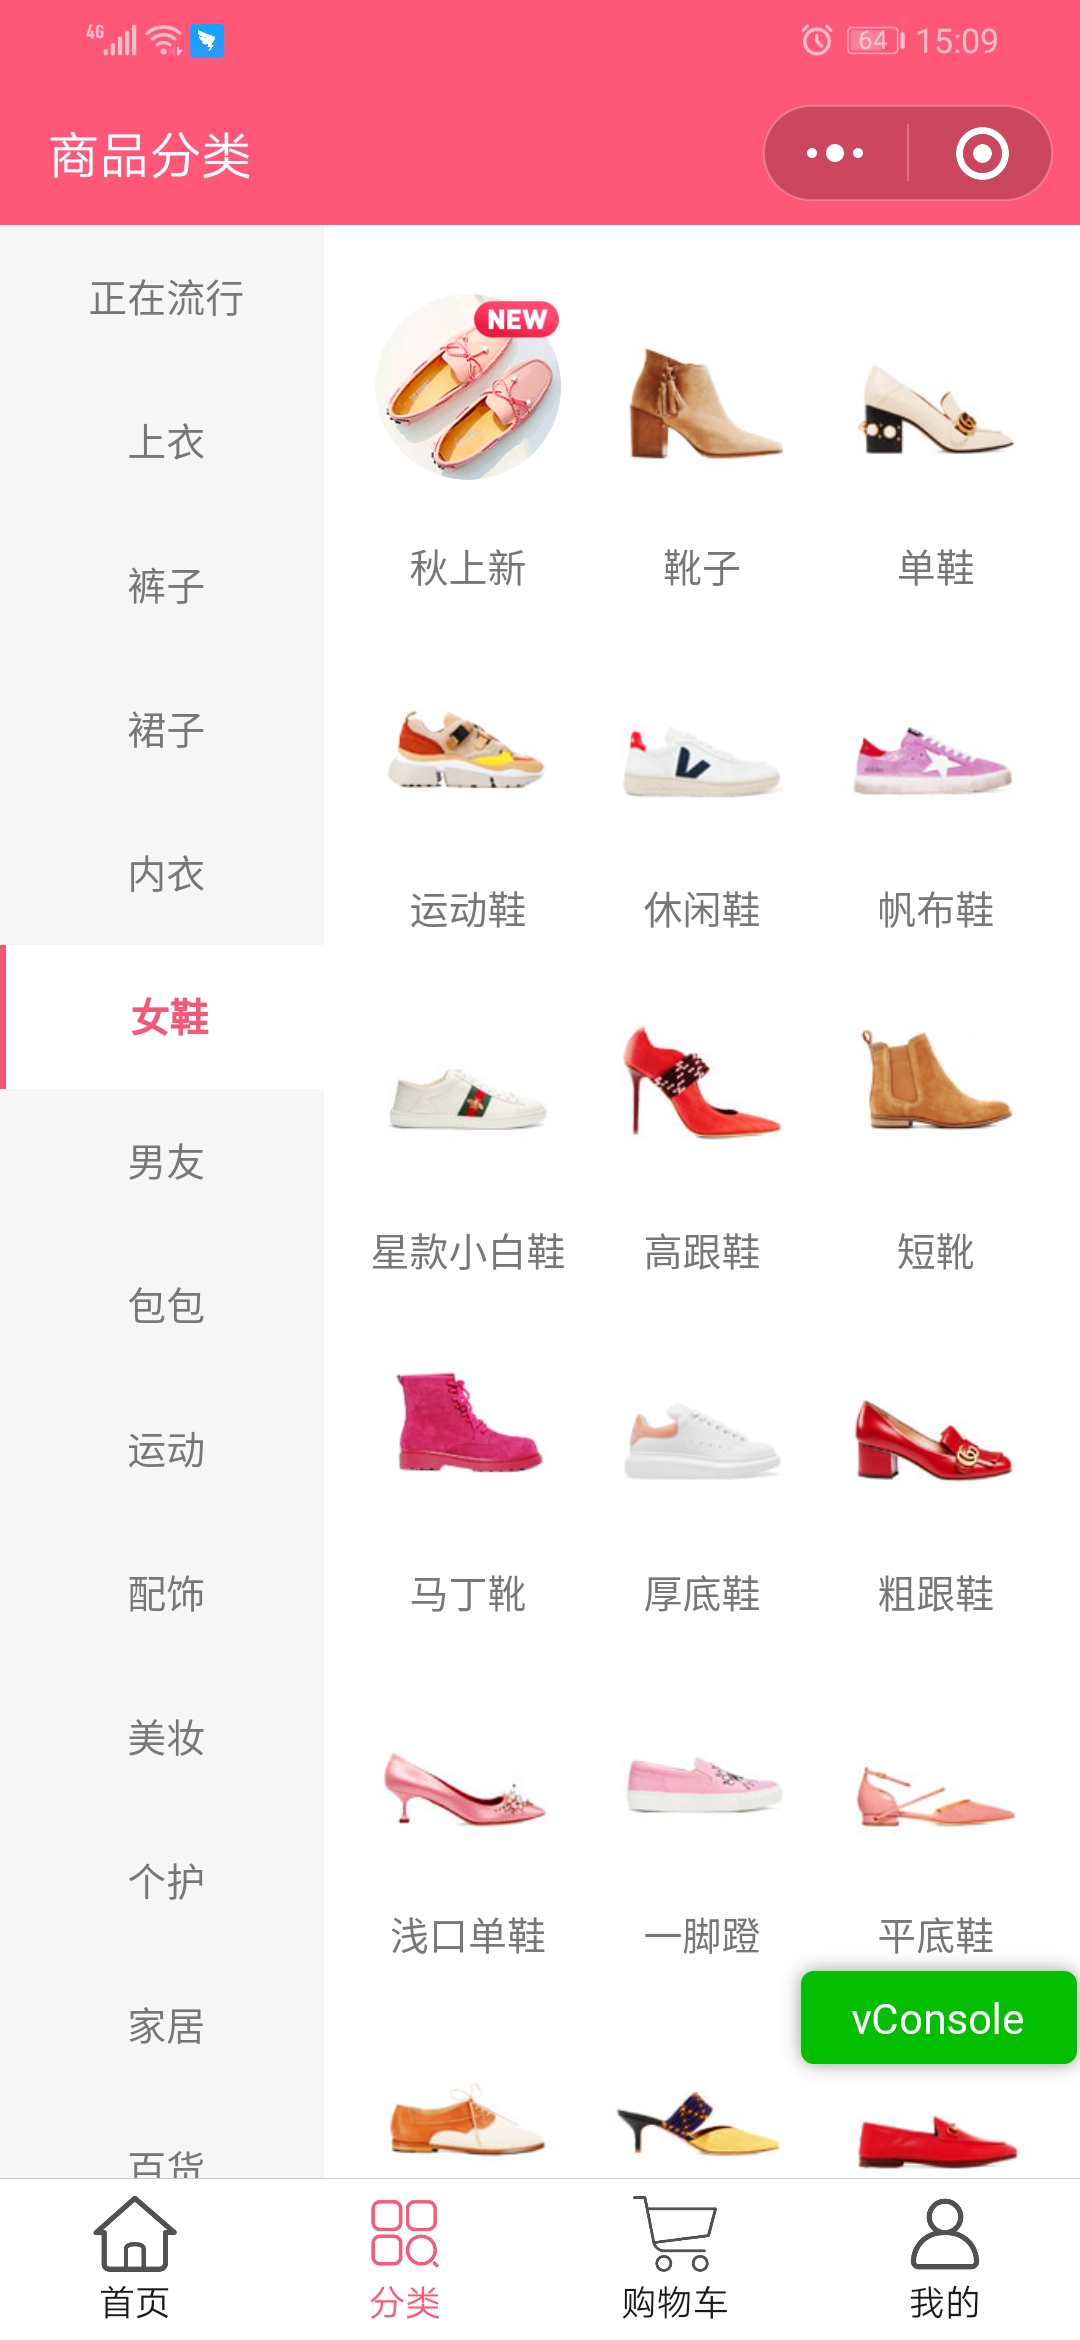 4G
64
15:09
商品分类
正在流行
上衣
裤子
裙子
内衣
女鞋
男友
包包
运动
配饰
美妆
个护
家居
百货
NEW
秋上新
靴子
单鞋
运动鞋
休闲鞋
帆布鞋
星款小白鞋
高跟鞋
短靴
马丁靴
厚底鞋
粗跟鞋
浅口单鞋
一脚蹬
平底鞋
vConsole
首页
分类
购物车
我的